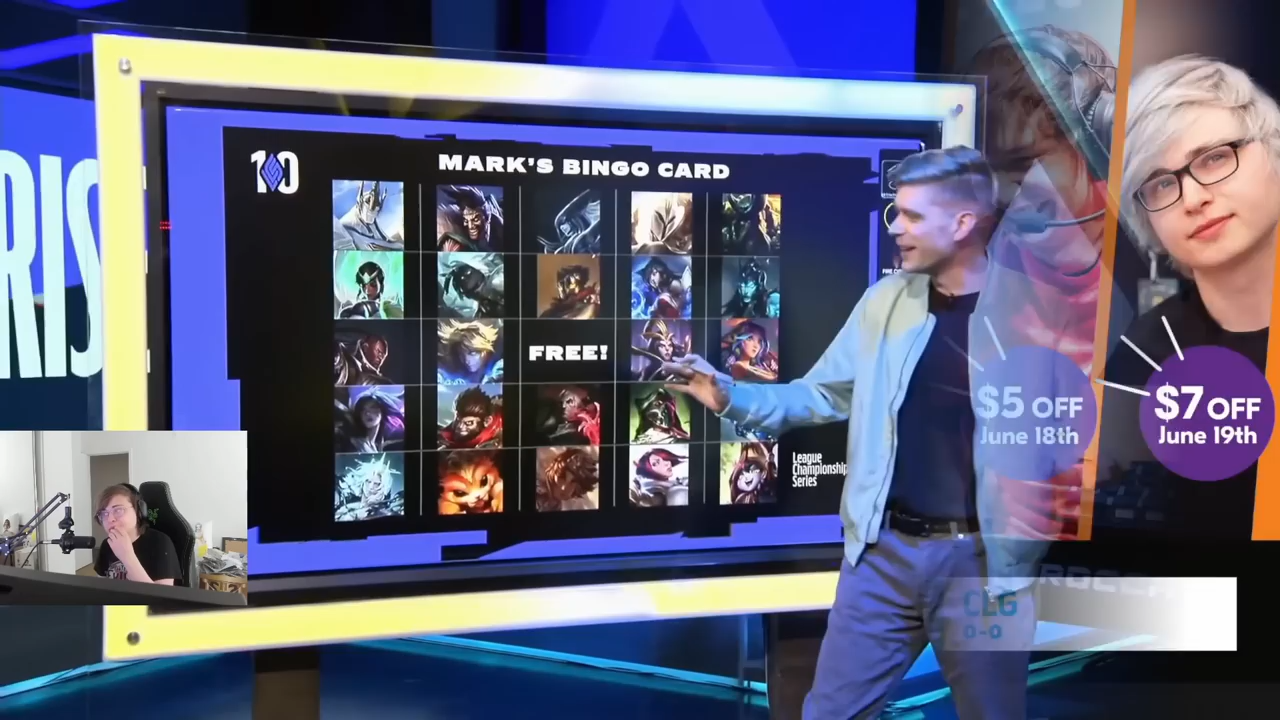 RIS
10
MARK'S BINGO CARD
FREE!
League
Championship
Series
$5 OFF
June 18th
$7 OFF
June 19th
CLG
0-0